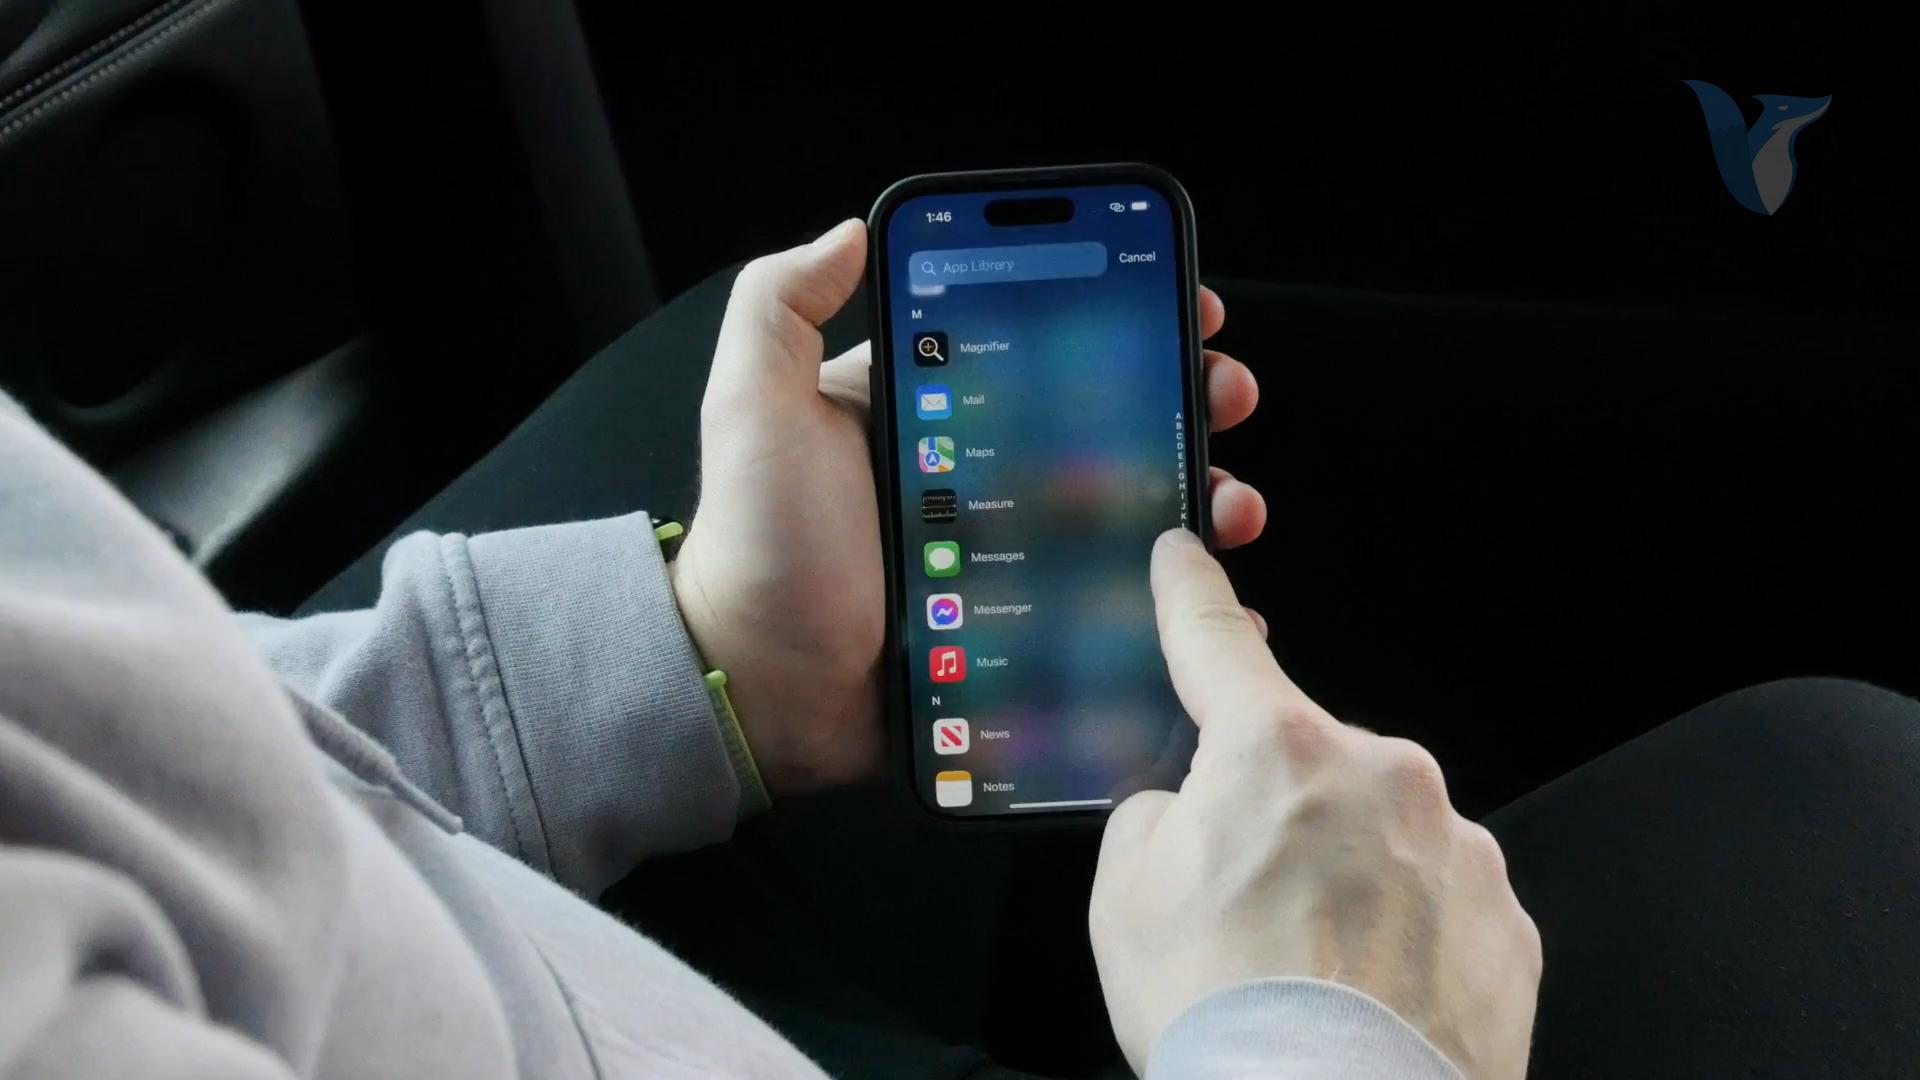 1:46
App Library
Cancel
M
Magnifier
Mail
Maps
Measure
Messages
Messenger
Music
N
News
Notes
A
B
C
D
E
F
G
H
I
J
K